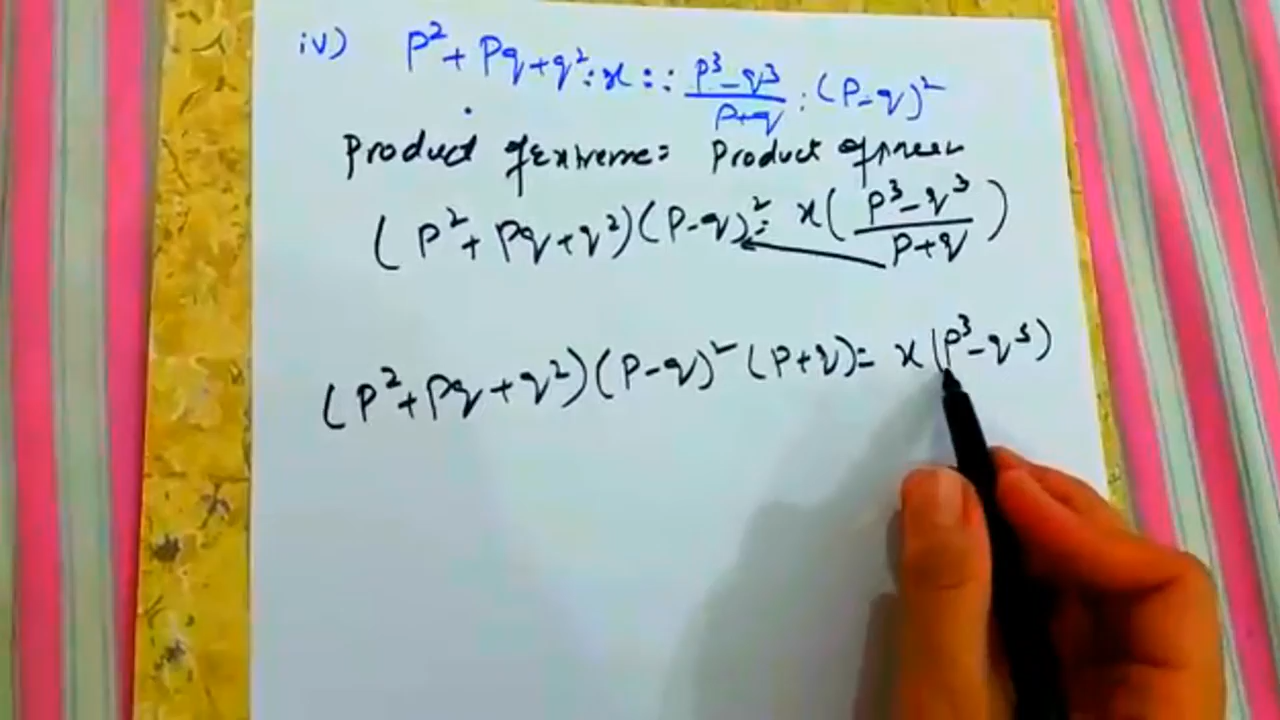 iv) p²+pq+q²:x::(p³-q³)/(p+q):(p-q)²
Product of Extreme= Product of mean
(p²+pq+q²)(p-q)²= x((p³-q³)/(p+q))
(p²+pq+q²)(p-q)²(p+q)= x(p³-q³)